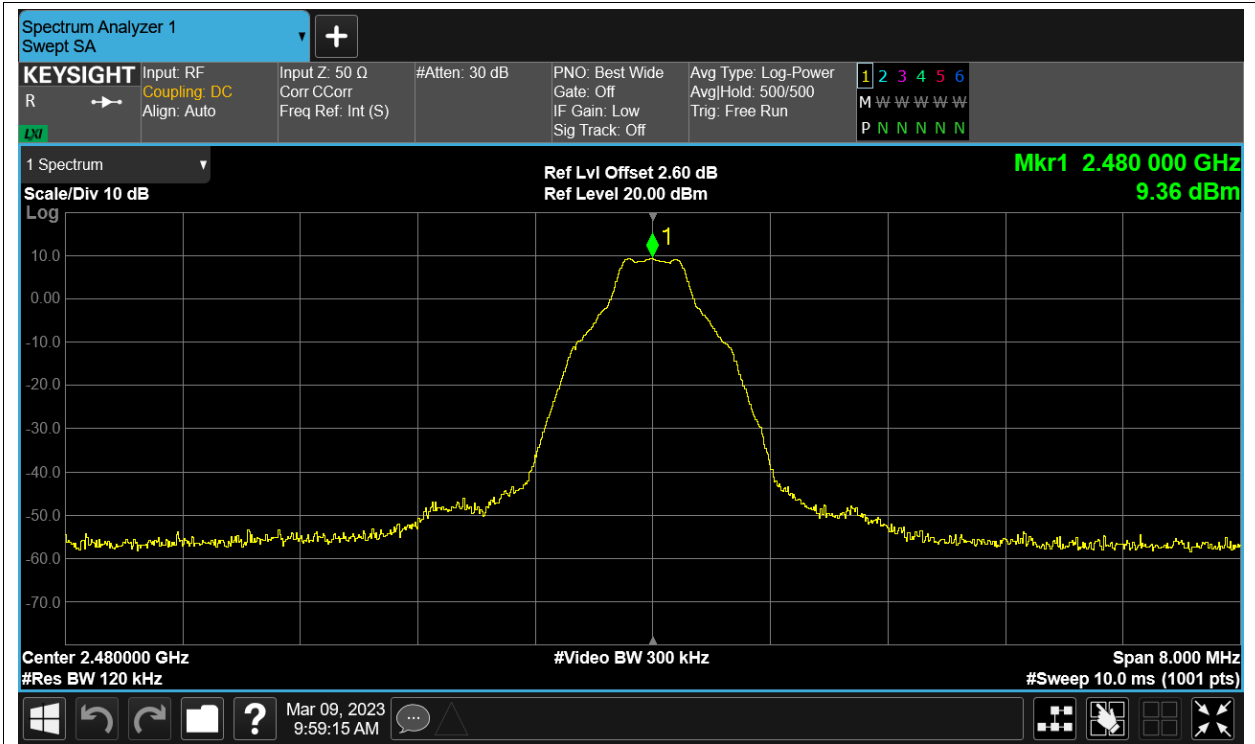 Spectrum Analyzer 1
Swept SA
KEYSIGHT
R
LXI
Input: RF
Coupling: DC
Align: Auto
Input Z: 50 Ω
Corr CCorr
Freq Ref: Int (S)
#Atten: 30 dB
PNO: Best Wide
Gate: Off
IF Gain: Low
Sig Track: Off
Avg Type: Log-Power
Avg|Hold: 500/500
Trig: Free Run
1 2 3 4 5 6
M W W W W W
P N N N N N
1 Spectrum
Scale/Div 10 dB
Log
Ref Lvl Offset 2.60 dB
Ref Level 20.00 dBm
Mkr1 2.480 000 GHz
9.36 dBm
1
10.0
0.00
-10.0
-20.0
-30.0
-40.0
-50.0
-60.0
-70.0
Center 2.480000 GHz
#Video BW 300 kHz
Span 8.000 MHz
#Res BW 120 kHz
#Sweep 10.0 ms (1001 pts)
?
Mar 09, 2023
9:59:15 AM